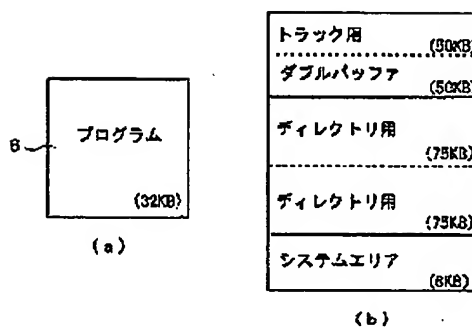 プログラム
(32KB)
(a)
トラック用
(50KB)
ダブルバッファ
(50KB)
ディレクトリ用
(75KB)
ディレクトリ用
(75KB)
システムエリア
(6KB)
(b)